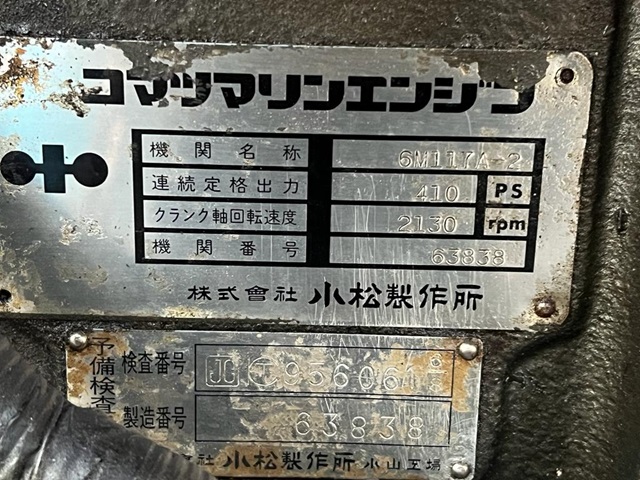 コマツマリンエンジン
機関名称 6M117A-2
連続定格出力 410 PS
クランク軸回転速度 2130 rpm
機関番号 63838
株式會社 小松製作所
予備検査
検査番号 JG 936061
製造番号 63838
小松製作所 小山工場